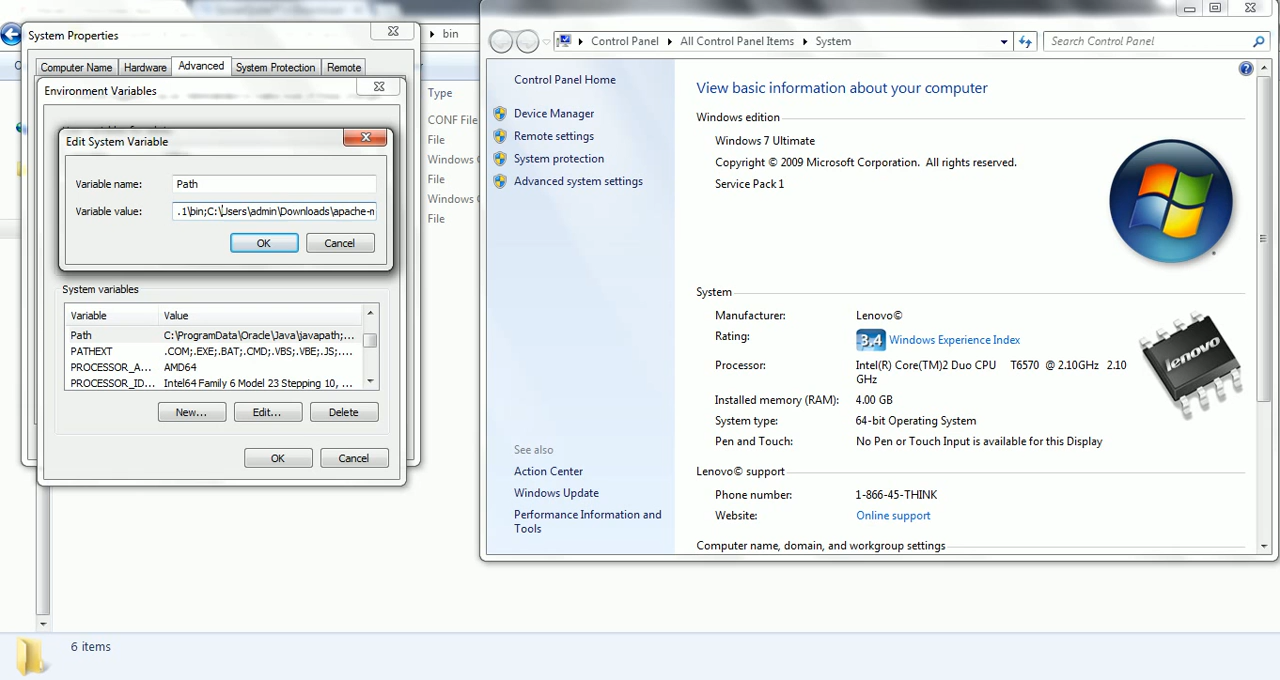 System Properties
Computer Name Hardware Advanced System Protection Remote
Environment Variables
Edit System Variable
Variable name: Path
Variable value: .1\bin;C:\Users\admin\Downloads\apache-m
OK Cancel
System variables
Variable Value
Path C:\ProgramData\Oracle\Java\javapath;...
PATHEXT .COM;.EXE;.BAT;.CMD;.VBS;.VBE;.JS;....
PROCESSOR_A... AMD64
PROCESSOR_ID... Intel64 Family 6 Model 23 Stepping 10, ...
New... Edit... Delete
OK Cancel
bin
Type
CONF File
File
Windows
File
Windows
File
6 items
Control Panel All Control Panel Items System
Search Control Panel
Control Panel Home
Device Manager
Remote settings
System protection
Advanced system settings
See also
Action Center
Windows Update
Performance Information and
Tools
View basic information about your computer
Windows edition
Windows 7 Ultimate
Copyright © 2009 Microsoft Corporation. All rights reserved.
Service Pack 1
System
Manufacturer: Lenovo©
Rating: 3.4 Windows Experience Index
Processor: Intel(R) Core(TM)2 Duo CPU T6570 @ 2.10GHz 2.10
GHz
Installed memory (RAM): 4.00 GB
System type: 64-bit Operating System
Pen and Touch: No Pen or Touch Input is available for this Display
lenovo
Lenovo© support
Phone number: 1-866-45-THINK
Website: Online support
Computer name, domain, and workgroup settings